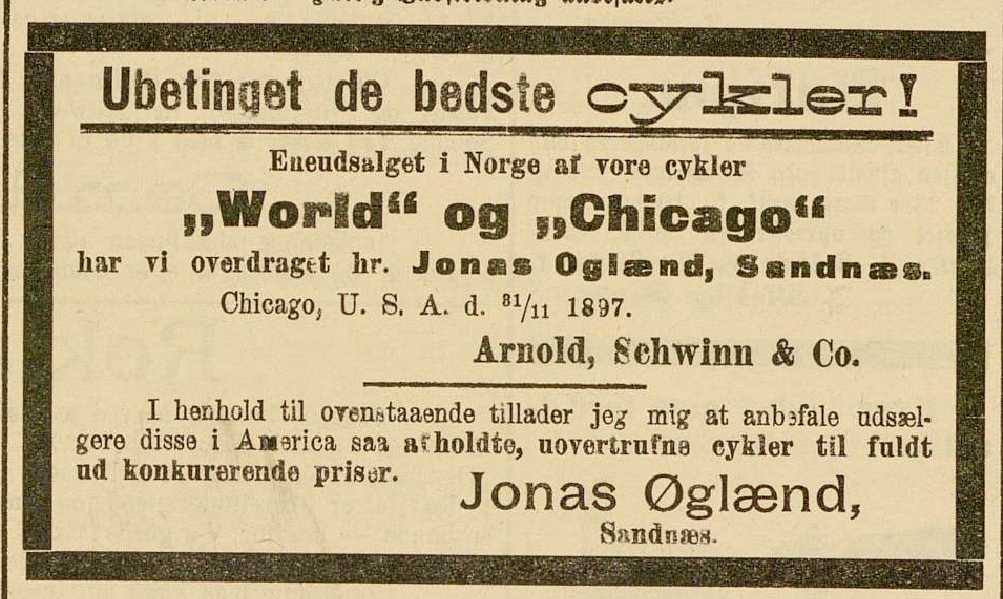 Ubetinget de bedste cykler!
Eneudsalget i Norge af vore cykler
„World“ og „Chicago“
har vi overdraget hr. Jonas Oglænd, Sandnæs.
Chicago, U. S. A. d. 31/11 1897.
Arnold, Schwinn & Co.
I henhold til ovenstaaende tillader jeg mig at anbefale udsæl-
gere disse i America saa afholdte, uovertrufne cykler til fuldt
ud konkurerende priser.
Jonas Øglænd,
Sandnæs.